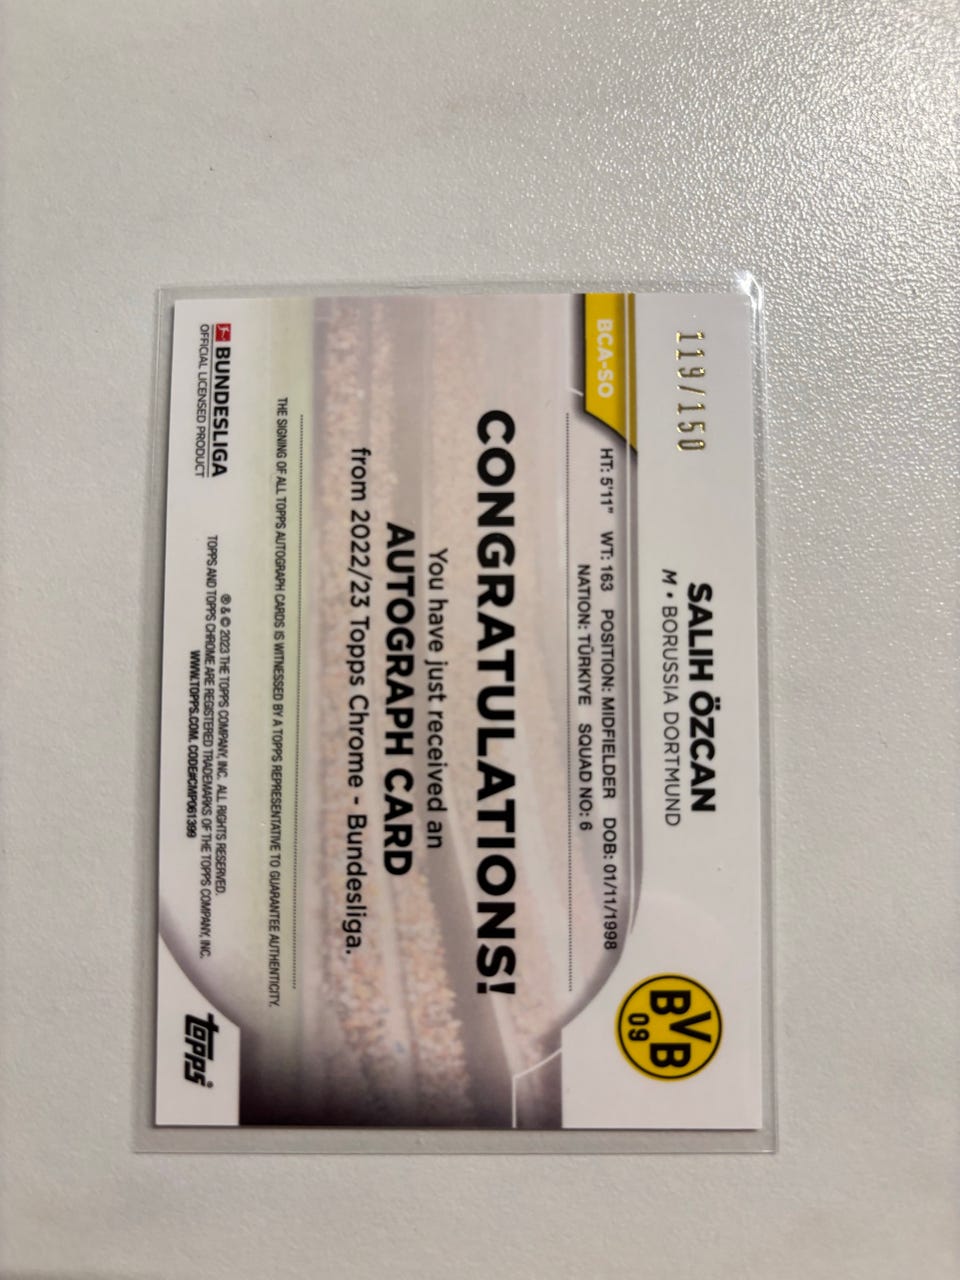 119/150
SALIH ÖZCAN
M • BORUSSIA DORTMUND
BVB
09
BCA-SO
HT: 5'11" WT: 163 POSITION: MIDFIELDER DOB: 01/11/1998
NATION: TÜRKIYE SQUAD NO: 6
CONGRATULATIONS!
You have just received an
AUTOGRAPH CARD
from 2022/23 Topps Chrome - Bundesliga.
THE SIGNING OF ALL TOPPS AUTOGRAPH CARDS IS WITNESSED BY A TOPPS REPRESENTATIVE TO GUARANTEE AUTHENTICITY.
BUNDESLIGA
OFFICIAL LICENSED PRODUCT
® & © 2023 THE TOPPS COMPANY, INC. ALL RIGHTS RESERVED.
TOPPS AND TOPPS CHROME ARE REGISTERED TRADEMARKS OF THE TOPPS COMPANY, INC.
WWW.TOPPS.COM. CODE#CMP061399
topps®